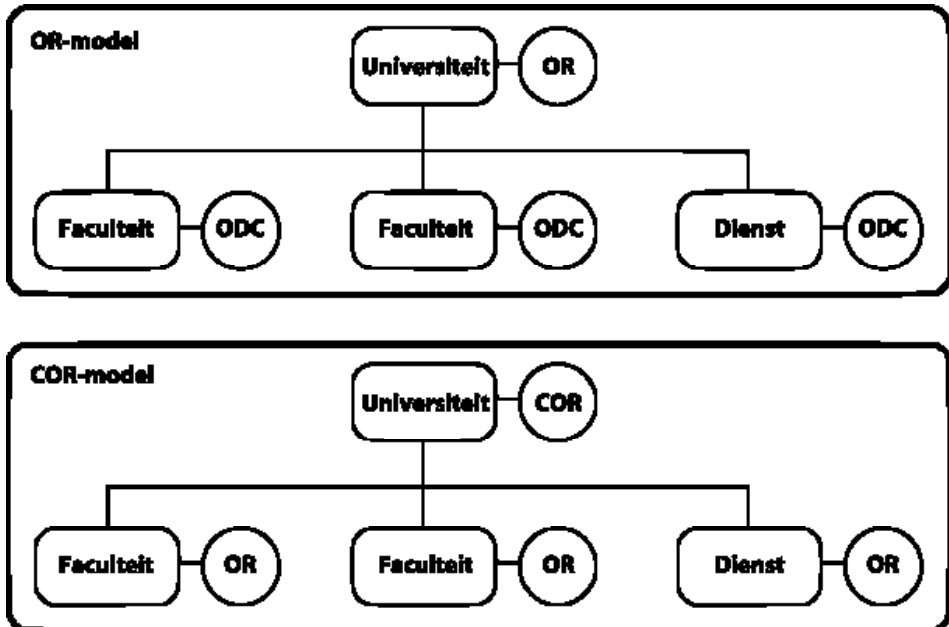 OR-model
Universiteit OR
Faculteit ODC Faculteit ODC Dienst ODC
COR-model
Universiteit COR
Faculteit OR Faculteit OR Dienst OR